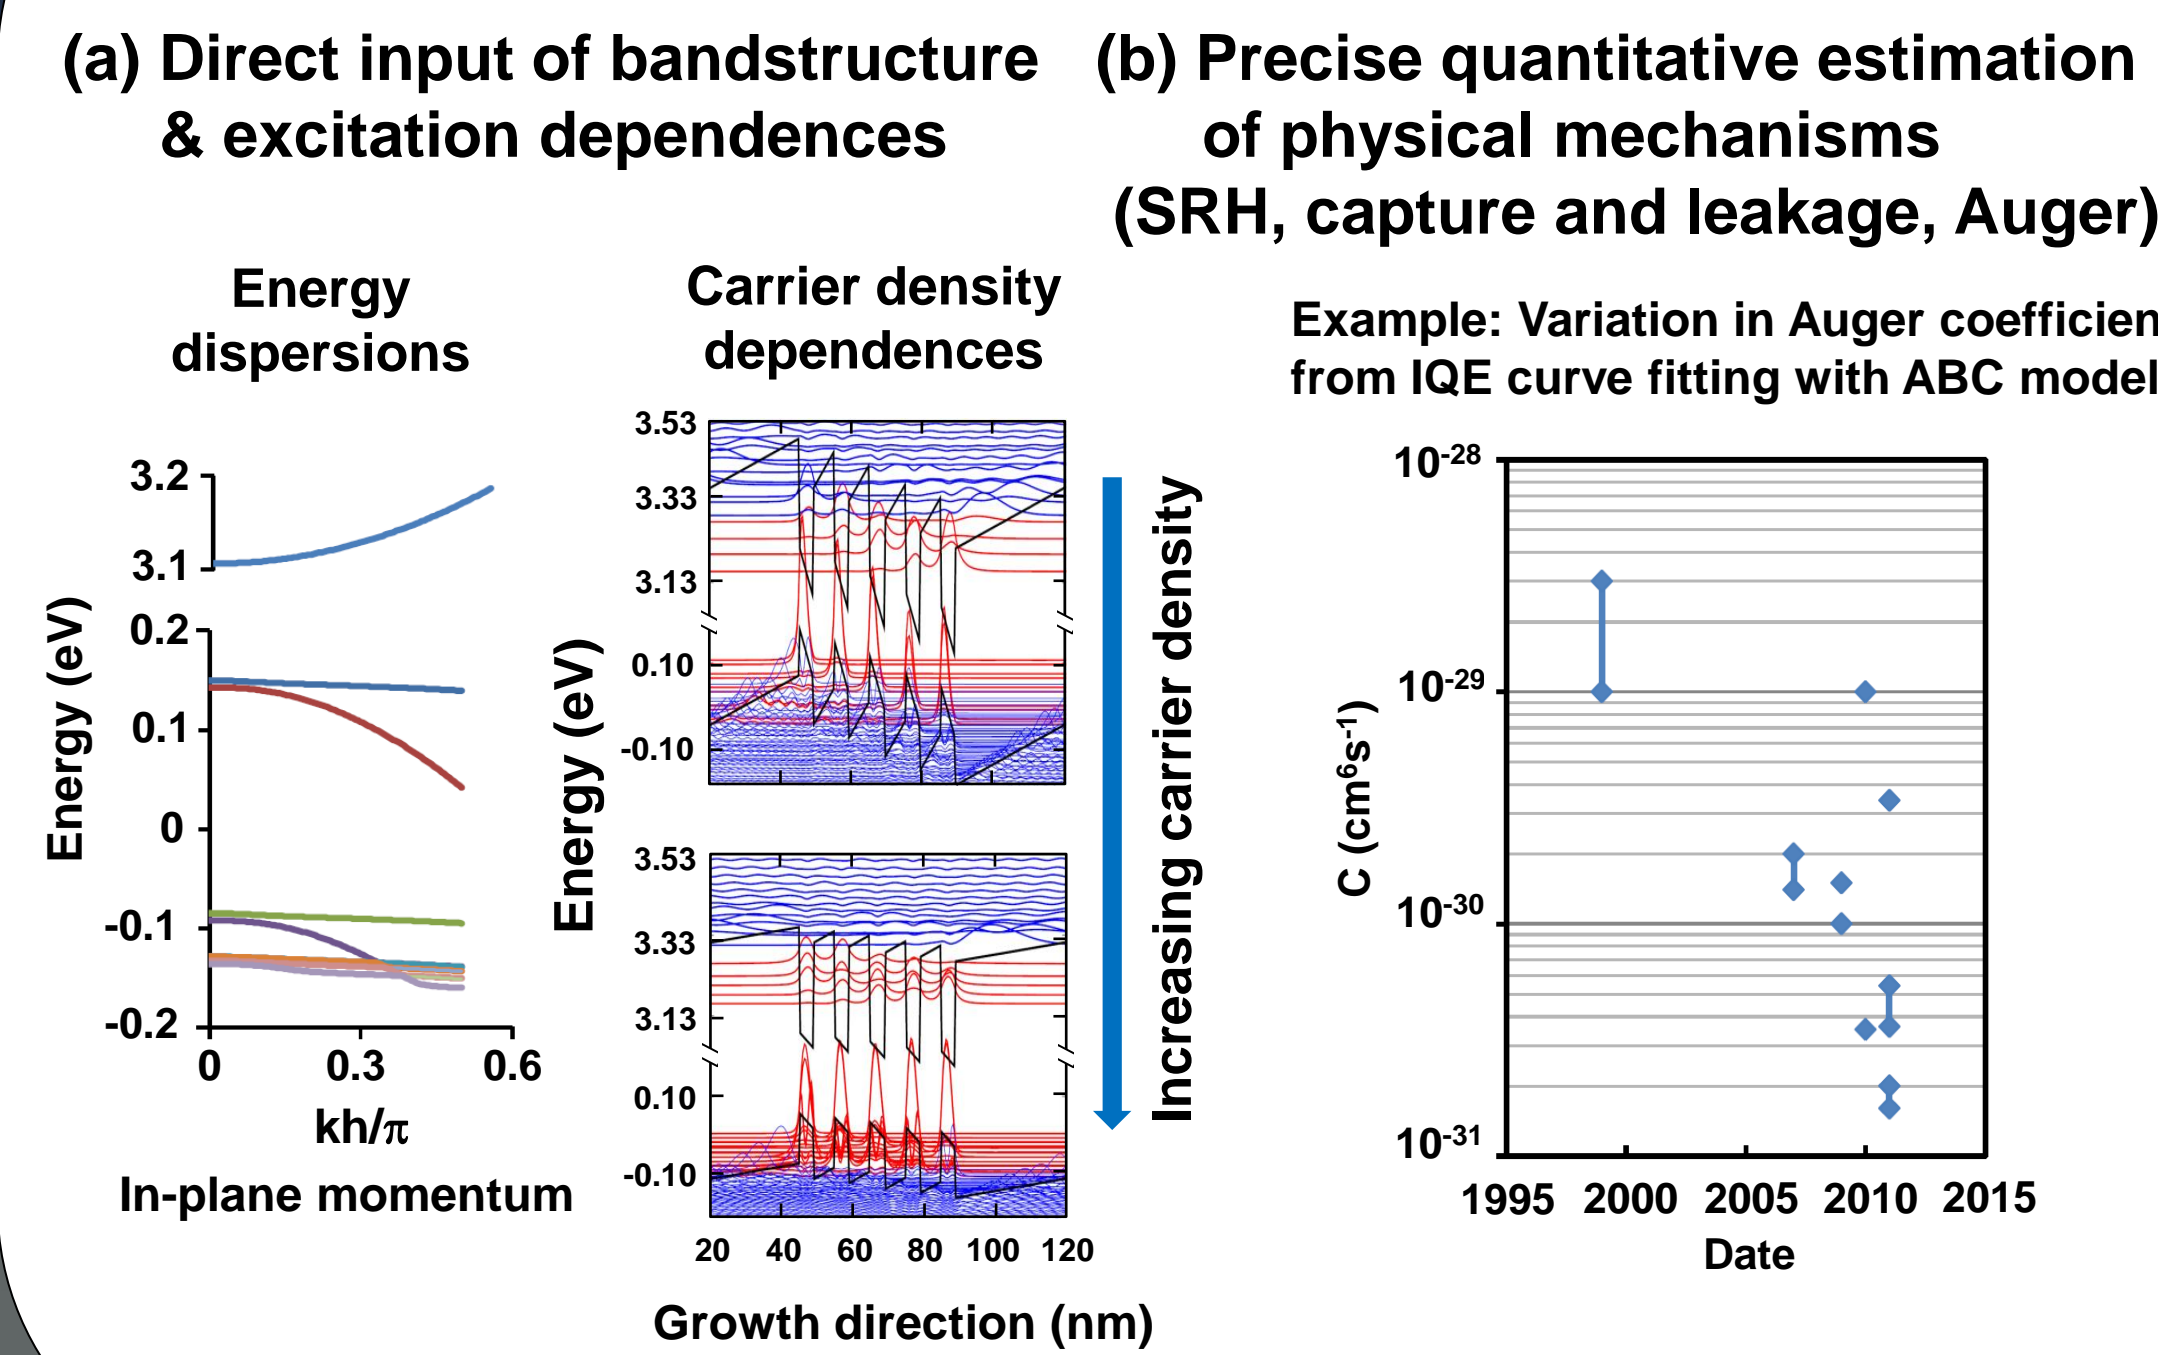 (a) Direct input of bandstructure
& excitation dependences
(b) Precise quantitative estimation
of physical mechanisms
(SRH, capture and leakage, Auger)
Energy
dispersions
3.2
3.1
0.2
0.1
0
-0.1
-0.2
0 0.3 0.6
Energy (eV)
kh/π
In-plane momentum
Carrier density
dependences
3.53
3.33
3.13
0.10
-0.10
Energy (eV)
3.53
3.33
3.13
0.10
-0.10
20 40 60 80 100 120
Growth direction (nm)
Increasing carrier density
Example: Variation in Auger coefficien
from IQE curve fitting with ABC model
10-28
10-29
10-30
10-31
C (cm6s-1)
1995 2000 2005 2010 2015
Date